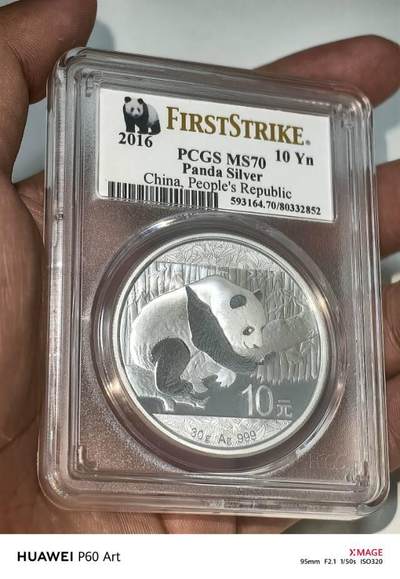 FIRSTSTRIKE®
2016
PCGS MS70 10 Yn
Panda Silver
China, People's Republic
593164.70/80332852
10元
30g Ag 999
HUAWEI P60 Art
XMAGE
95mm F2.1 1/50s ISO320